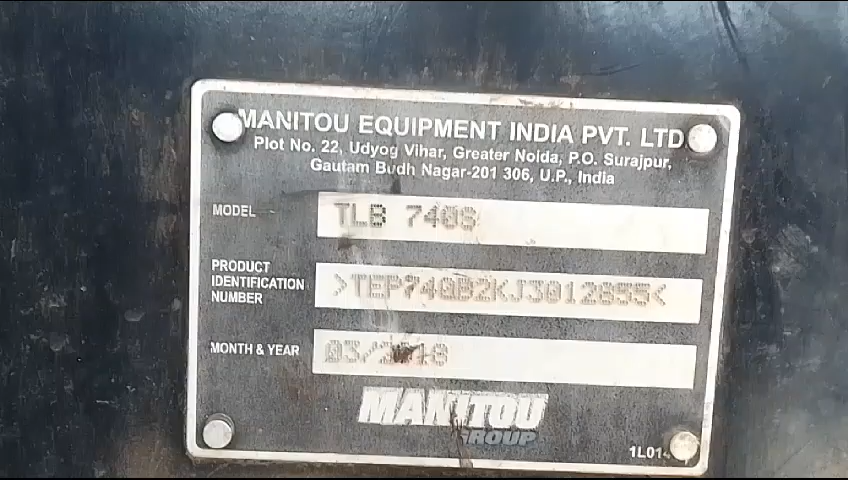 MANITOU EQUIPMENT INDIA PVT. LTD
Plot No. 22, Udyog Vihar, Greater Noida, P.O. Surajpur,
Gautam Budh Nagar-201 306, U.P., India
MODEL TLB 740S
PRODUCT
IDENTIFICATION
NUMBER
MONTH & YEAR
MANITOU
GROUP